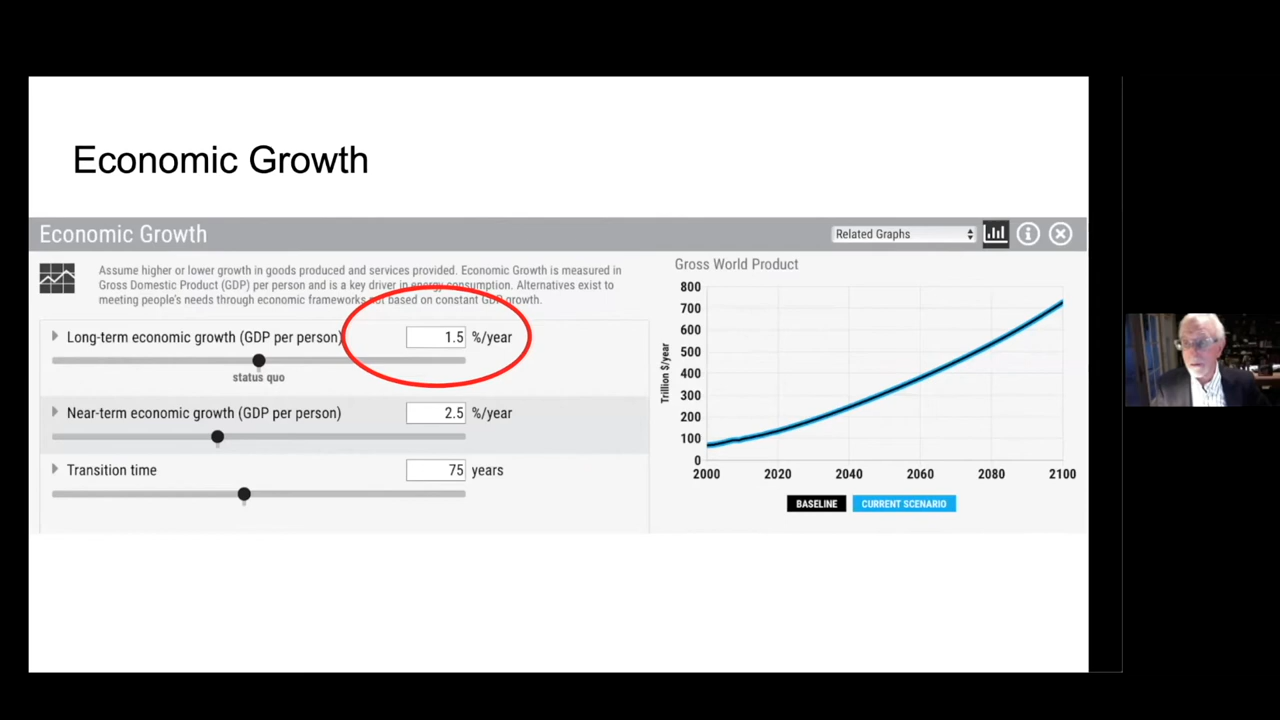 Economic Growth
Economic Growth
Related Graphs
Assume higher or lower growth in goods produced and services provided. Economic Growth is measured in
Gross Domestic Product (GDP) per person and is a key driver in energy consumption. Alternatives exist to
meeting people's needs through economic frameworks not based on constant GDP growth.
Long-term economic growth (GDP per person) 1.5 %/year
status quo
Near-term economic growth (GDP per person) 2.5 %/year
Transition time 75 years
Gross World Product
Trillion $/year
800
700
600
500
400
300
200
100
0
2000 2020 2040 2060 2080 2100
BASELINE CURRENT SCENARIO